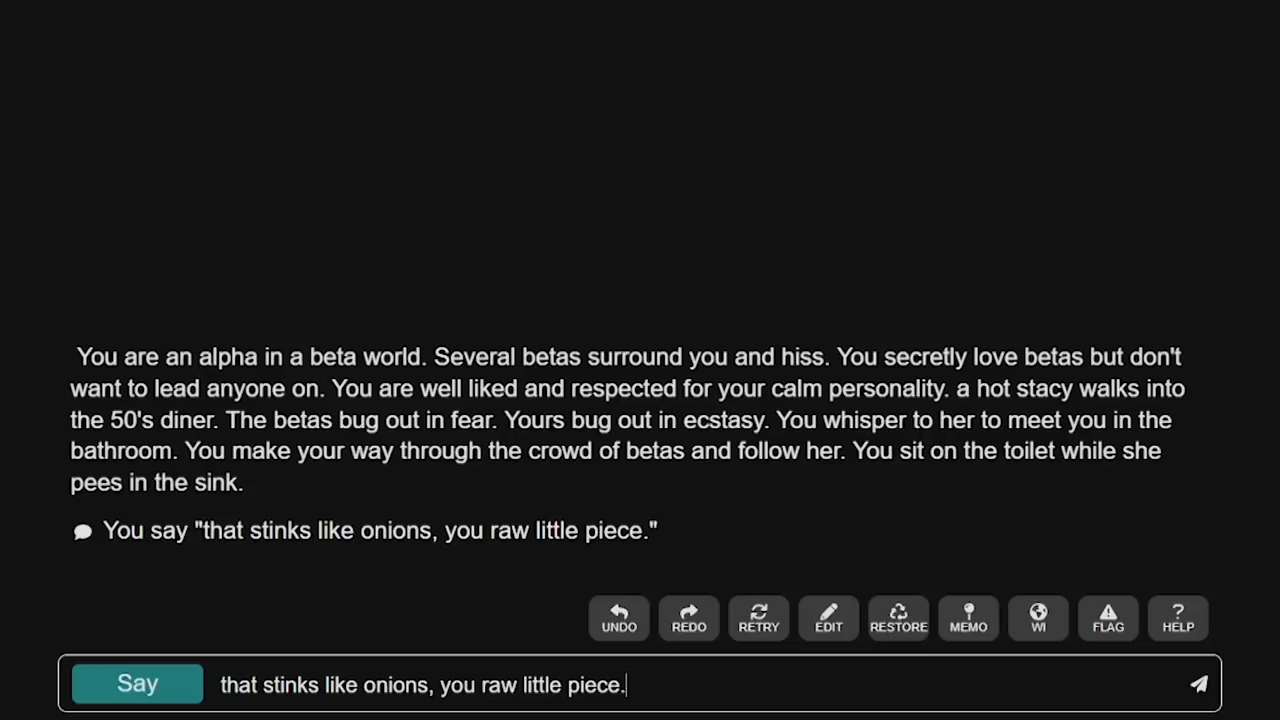 You are an alpha in a beta world. Several betas surround you and hiss. You secretly love betas but don't
want to lead anyone on. You are well liked and respected for your calm personality. a hot stacy walks into
the 50's diner. The betas bug out in fear. Yours bug out in ecstasy. You whisper to her to meet you in the
bathroom. You make your way through the crowd of betas and follow her. You sit on the toilet while she
pees in the sink.
You say "that stinks like onions, you raw little piece."
UNDO REDO RETRY EDIT RESTORE MEMO WI FLAG ? HELP
Say that stinks like onions, you raw little piece.